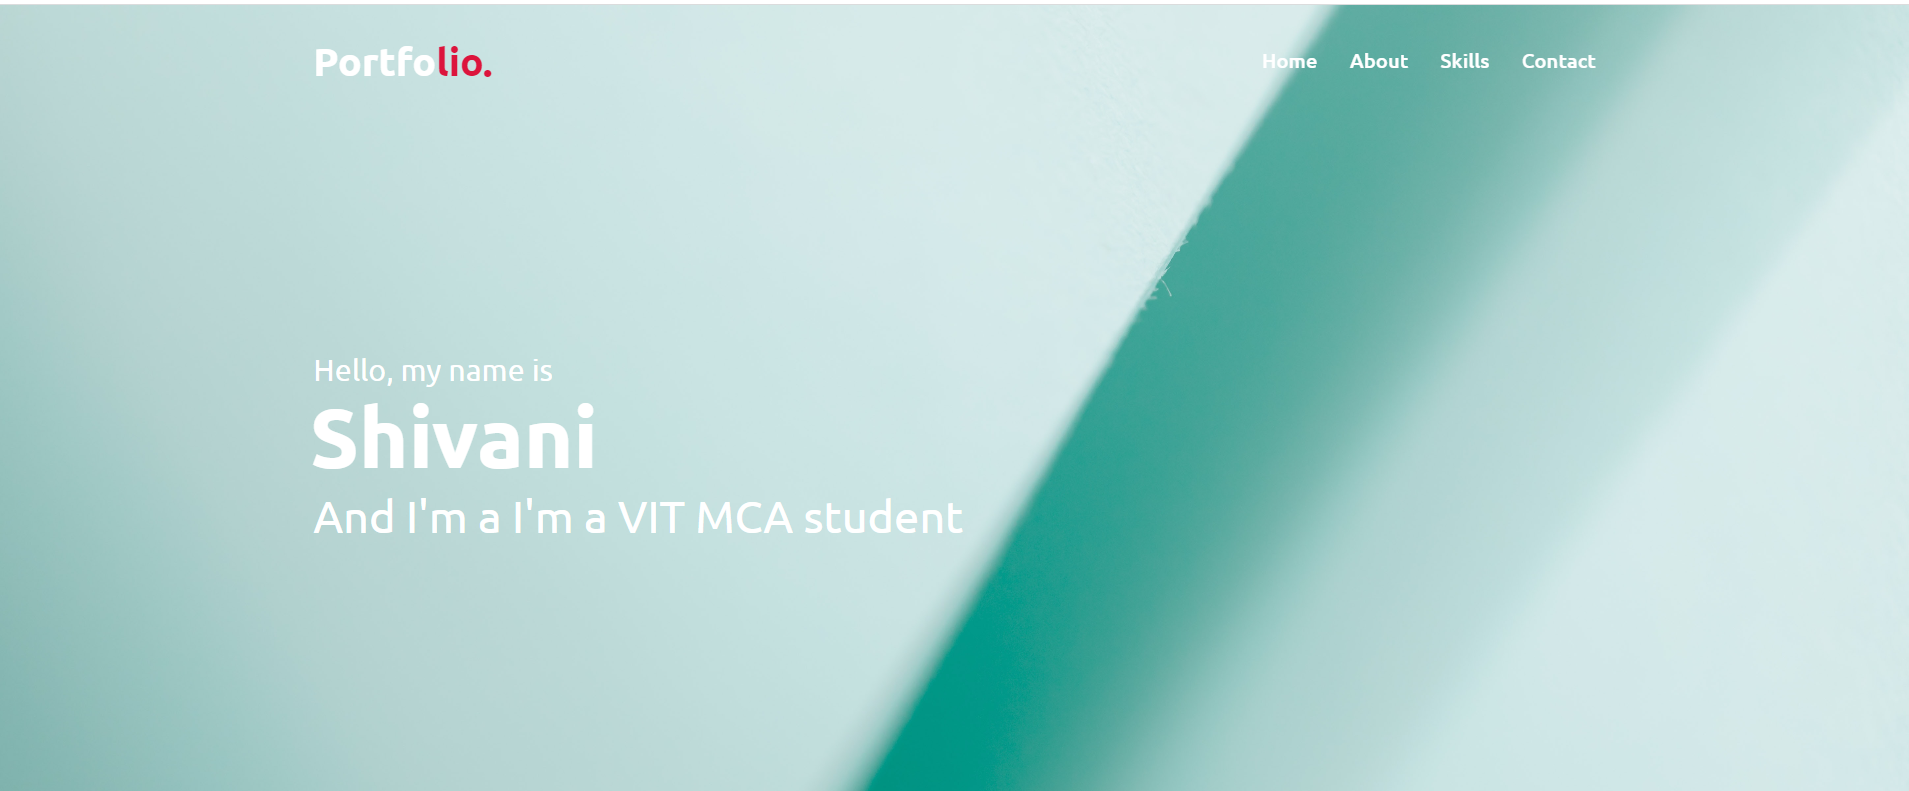 Portfolio.
Home About Skills Contact
Hello, my name is
Shivani
And I'm a I'm a VIT MCA student